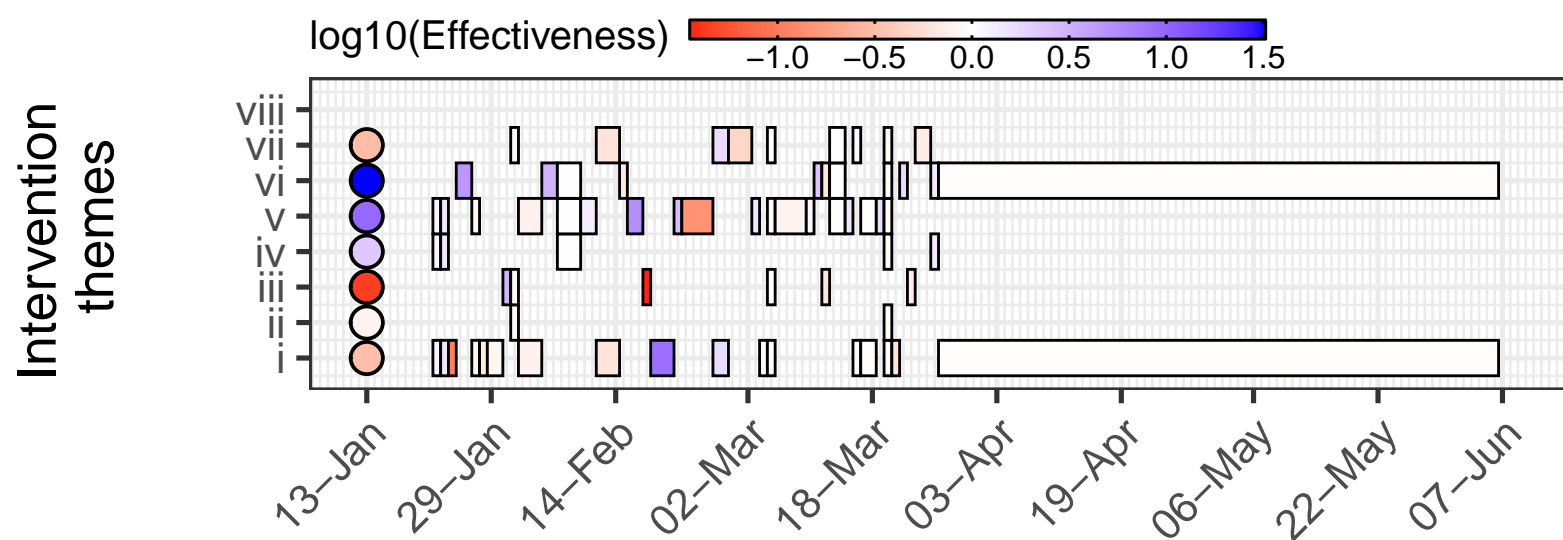 log10(Effectiveness)
−1.0 −0.5 0.0 0.5 1.0 1.5
Intervention
themes
viii
vii
vi
v
iv
iii
ii
i
13−Jan 29−Jan 14−Feb 02−Mar 18−Mar 03−Apr 19−Apr 06−May 22−May 07−Jun